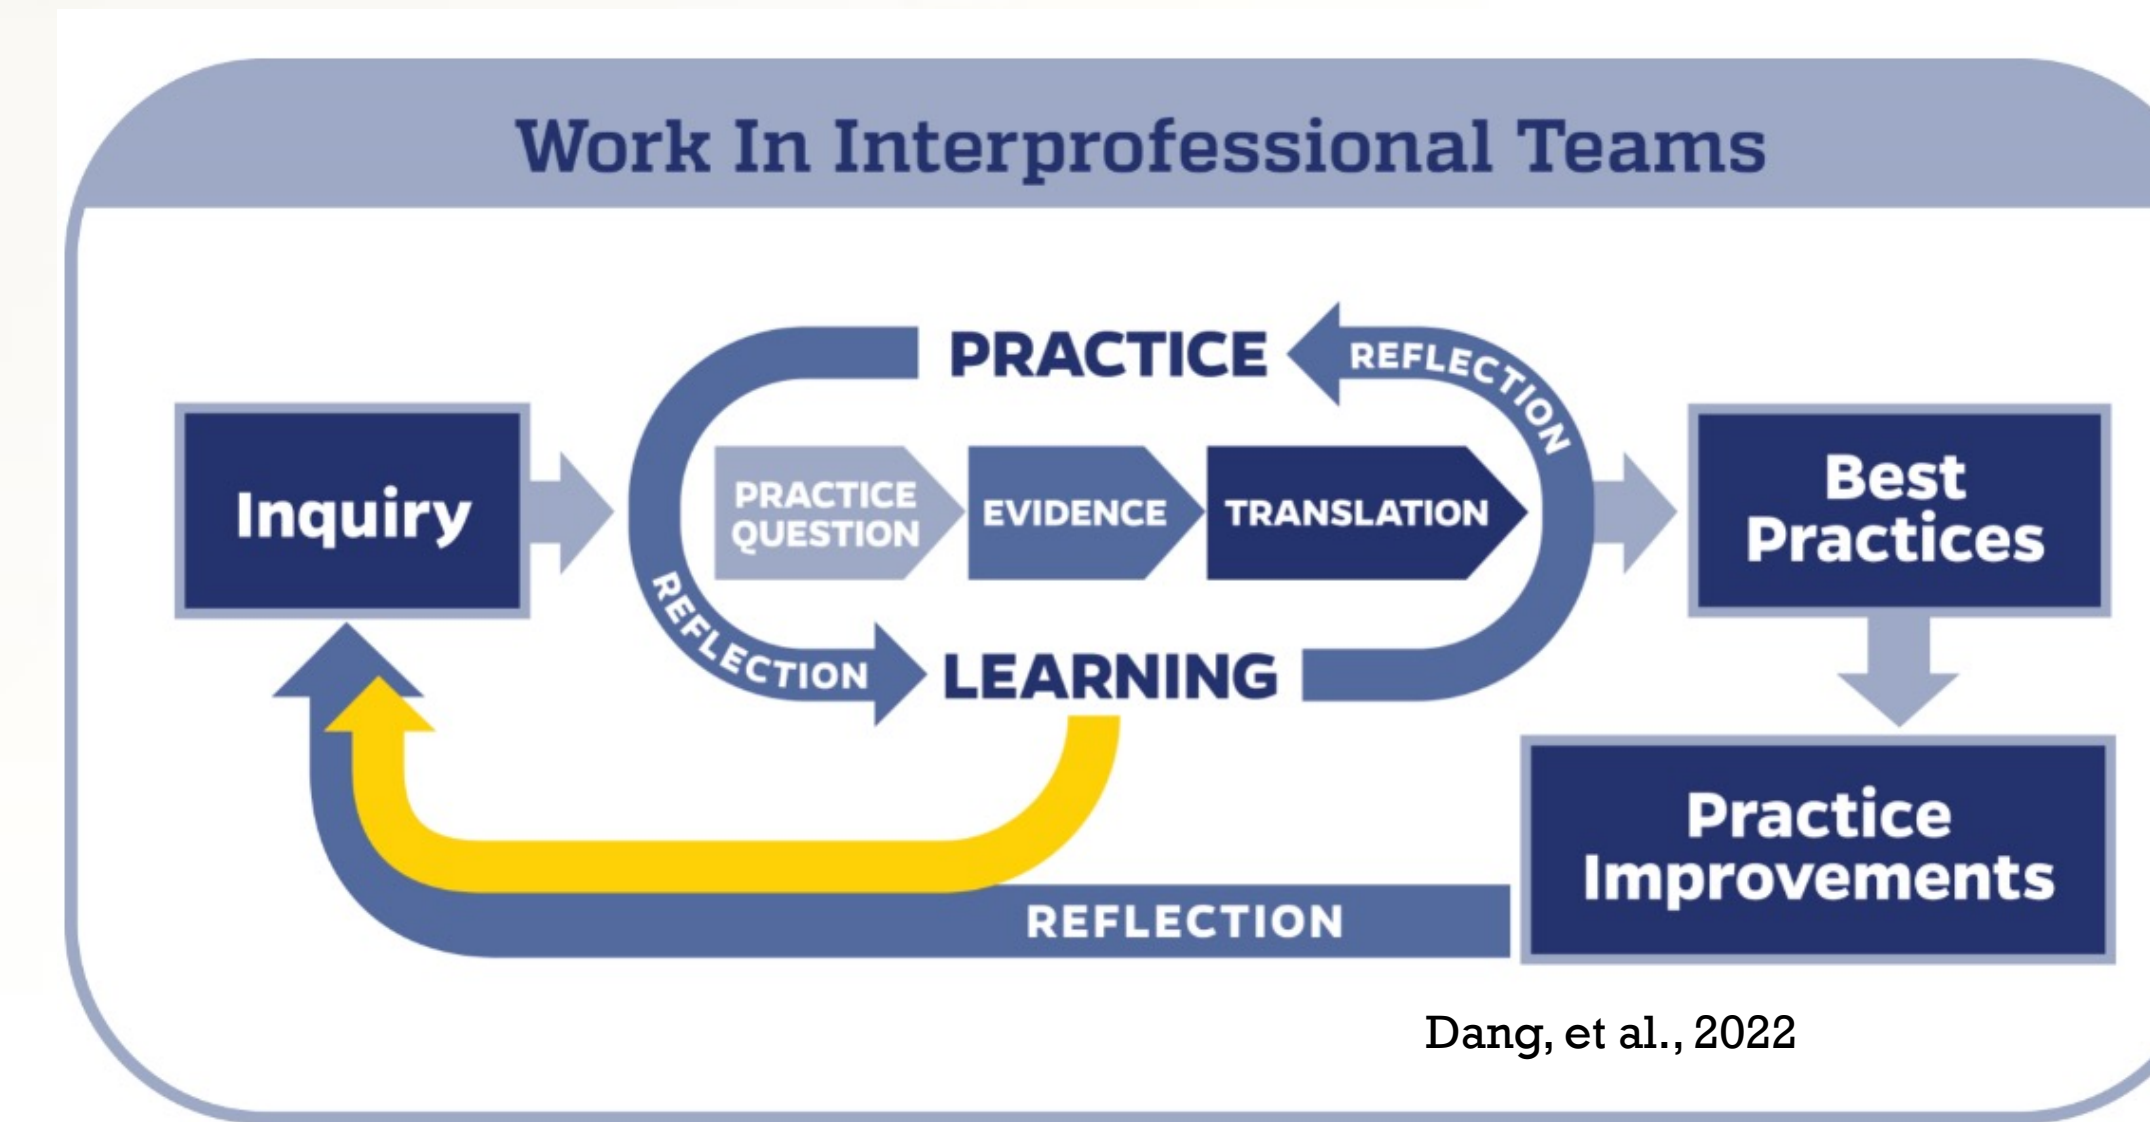 Work In Interprofessional Teams
PRACTICE
REFLECTION
Inquiry
PRACTICE
QUESTION
EVIDENCE
TRANSLATION
Best
Practices
REFLECTION
LEARNING
Practice
Improvements
REFLECTION
Dang, et al., 2022